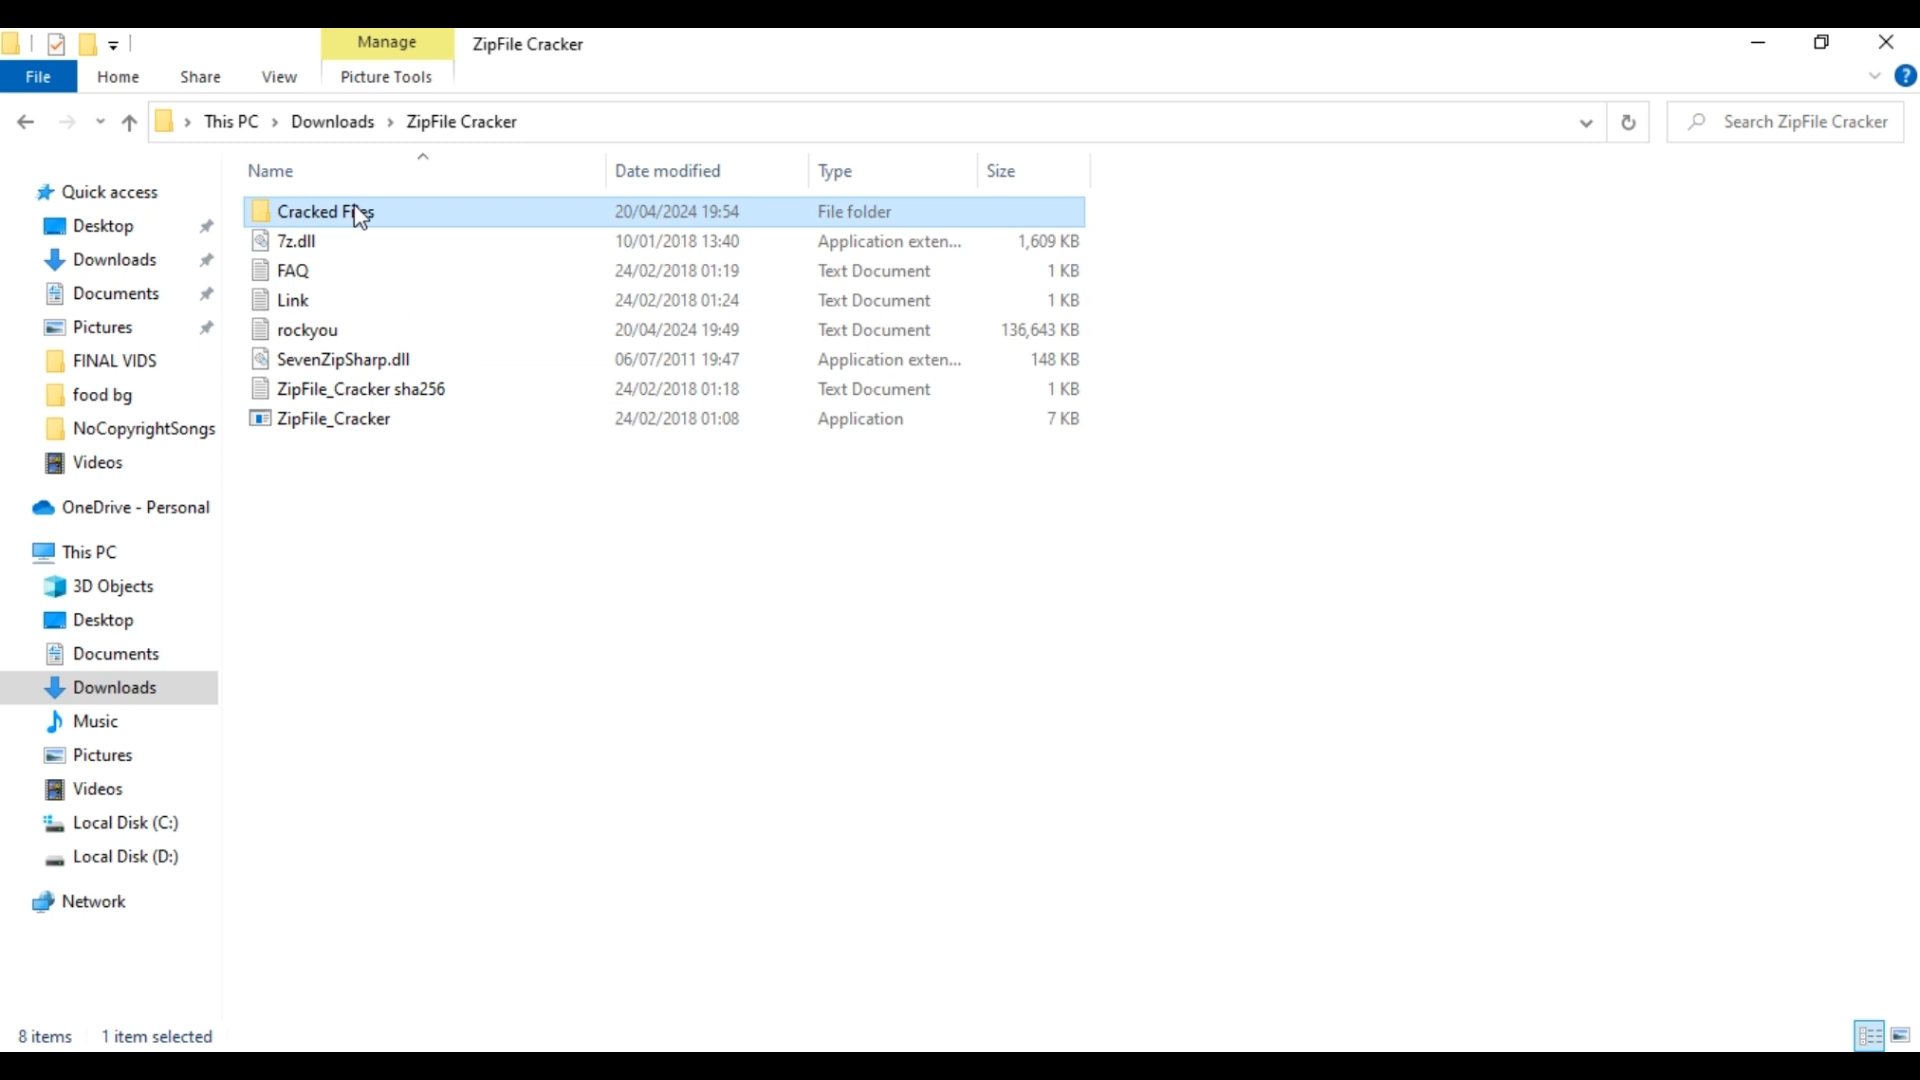 Manage
ZipFile Cracker
File
Home
Share
View
Picture Tools
This PC
Downloads
ZipFile Cracker
Search ZipFile Cracker
Name
Date modified
Type
Size
Quick access
Desktop
Downloads
Documents
Pictures
FINAL VIDS
food bg
NoCopyrightSongs
Videos
OneDrive - Personal
This PC
3D Objects
Desktop
Documents
Downloads
Music
Pictures
Videos
Local Disk (C:)
Local Disk (D:)
Network
Cracked Files 20/04/2024 19:54 File folder
7z.dll 10/01/2018 13:40 Application exten... 1,609 KB
FAQ 24/02/2018 01:19 Text Document 1 KB
Link 24/02/2018 01:24 Text Document 1 KB
rockyou 20/04/2024 19:49 Text Document 136,643 KB
SevenZipSharp.dll 06/07/2011 19:47 Application exten... 148 KB
ZipFile_Cracker sha256 24/02/2018 01:18 Text Document 1 KB
ZipFile_Cracker 24/02/2018 01:08 Application 7 KB
8 items 1 item selected